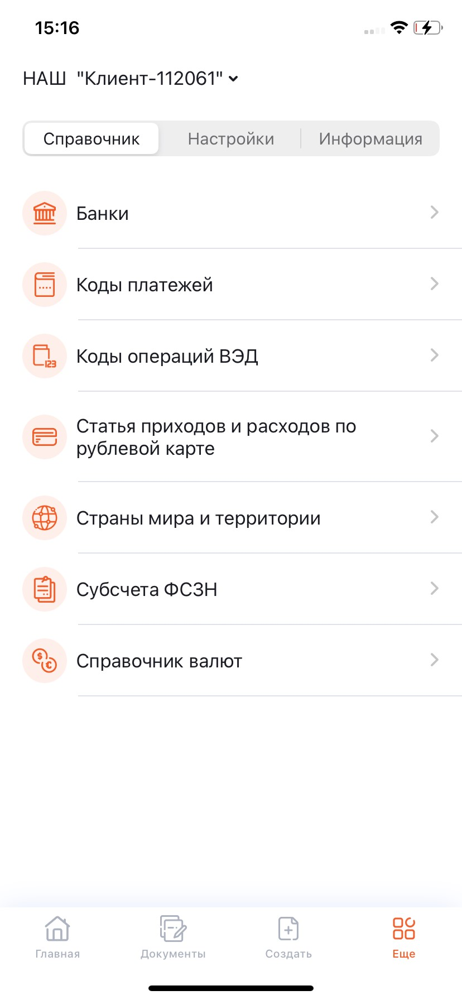 15:16
НАШ "Клиент-112061"
Справочник
Настройки
Информация
Банки
Коды платежей
123
Коды операций ВЭД
Статья приходов и расходов по
рублевой карте
Страны мира и территории
Субсчета ФСЗН
$ €
Справочник валют
Главная
Документы
Создать
Еще